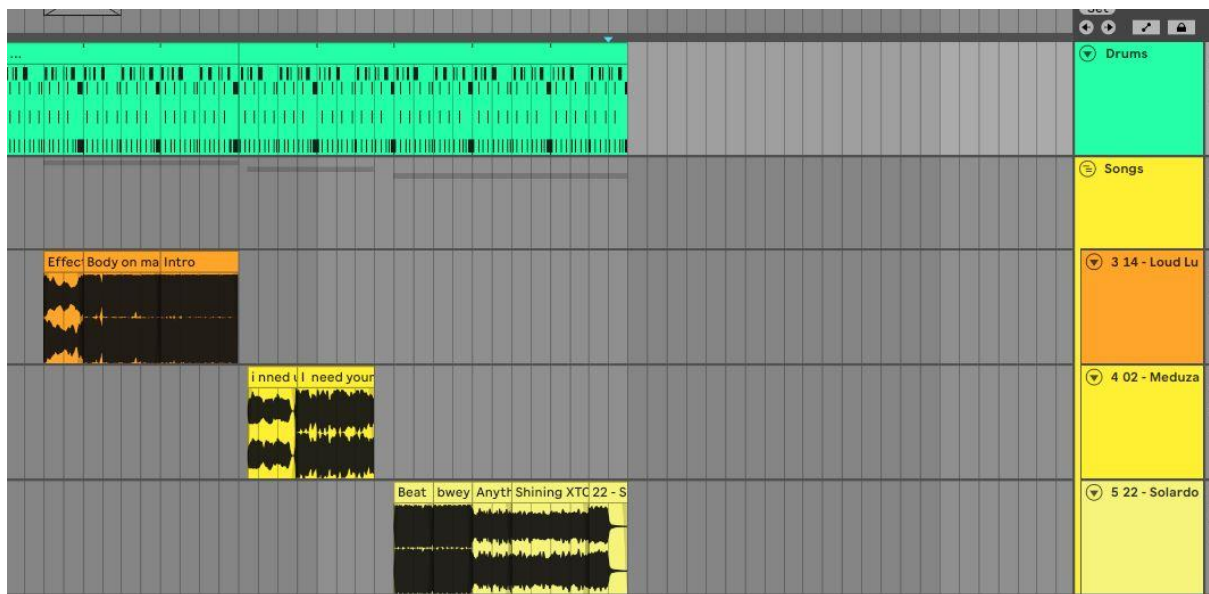 Set
...
Drums
Songs
Effec Body on ma Intro
3 14 - Loud Lu
i nned u I need your
4 02 - Meduza
Beat bwey Anyth Shining XTC 22 - S
5 22 - Solardo